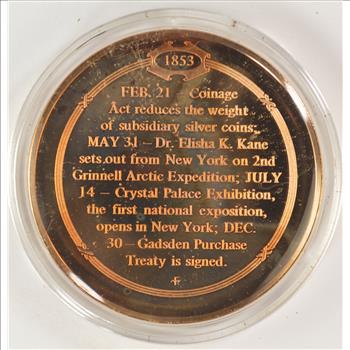 1853
FEB. 21 – Coinage
Act reduces the weight
of subsidiary silver coins;
MAY 31 – Dr. Elisha K. Kane
sets out from New York on 2nd
Grinnell Arctic Expedition; JULY
14 – Crystal Palace Exhibition,
the first national exposition,
opens in New York; DEC.
30 – Gadsden Purchase
Treaty is signed.